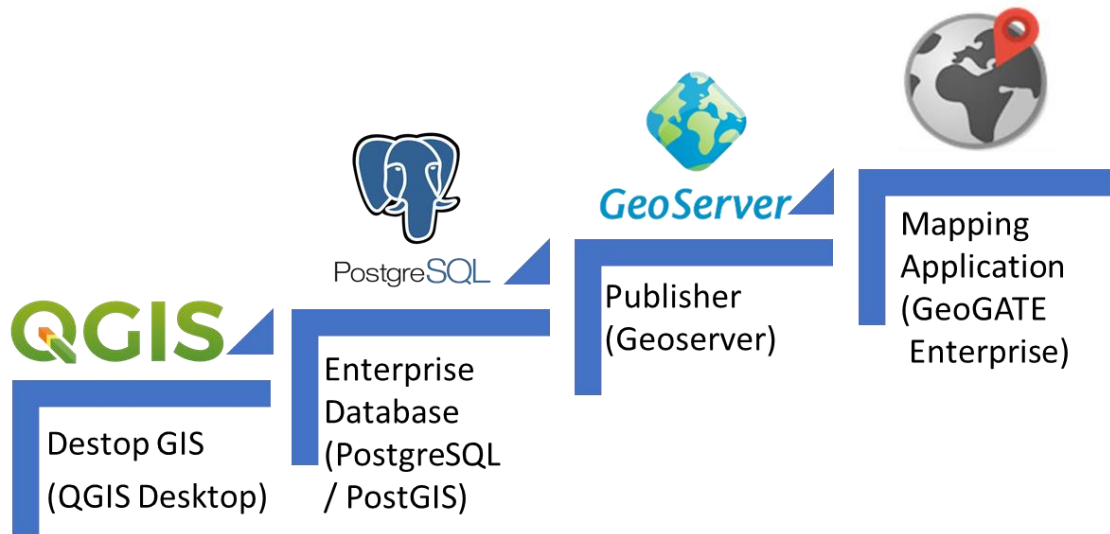 QGIS
Destop GIS
(QGIS Desktop)
PostgreSQL
Enterprise
Database
(PostgreSQL
/ PostGIS)
GeoServer
Publisher
(Geoserver)
Mapping
Application
(GeoGATE
Enterprise)